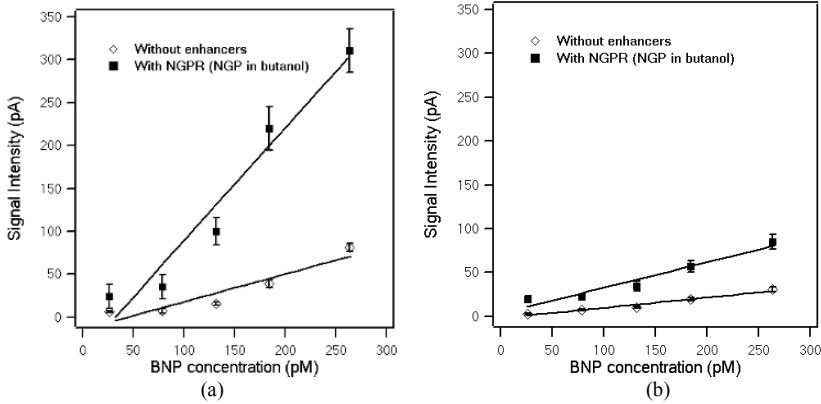 350
300
250
200
150
100
50
0
Signal Intensity (pA)
Without enhancers
With NGPR (NGP in butanol)
0 50 100 150 200 250 300
BNP concentration (pM)
(a)
350
300
250
200
150
100
50
0
Signal Intensity (pA)
Without enhancers
With NGPR (NGP in butanol)
0 50 100 150 200 250 300
BNP concentration (pM)
(b)